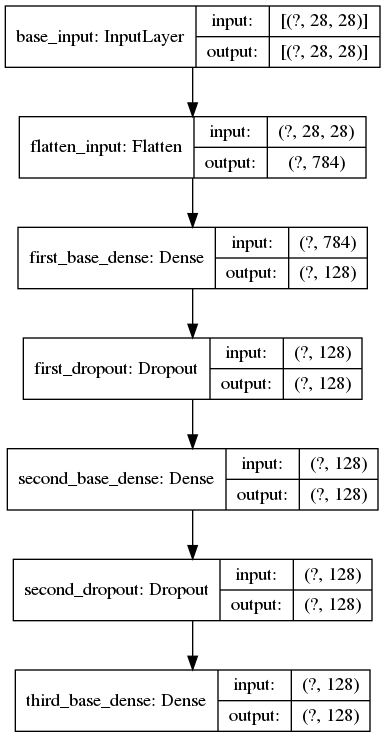 base_input: InputLayer
input:
[(?, 28, 28)]
output:
[(?, 28, 28)]
flatten_input: Flatten
input:
(?, 28, 28)
output:
(?, 784)
first_base_dense: Dense
input:
(?, 784)
output:
(?, 128)
first_dropout: Dropout
input:
(?, 128)
output:
(?, 128)
second_base_dense: Dense
input:
(?, 128)
output:
(?, 128)
second_dropout: Dropout
input:
(?, 128)
output:
(?, 128)
third_base_dense: Dense
input:
(?, 128)
output:
(?, 128)